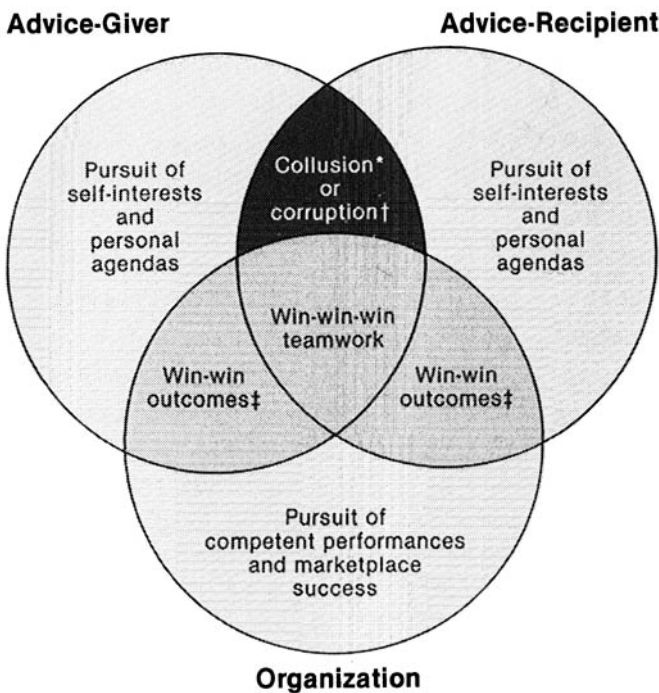 Advice-Giver
Advice-Recipient
Pursuit of
self-interests
and
personal
agendas
Collusion*
or
corruption†
Pursuit of
self-interests
and
personal
agendas
Win-win-win
teamwork
Win-win
outcomes‡
Win-win
outcomes‡
Pursuit of
competent performances
and marketplace
success
Organization